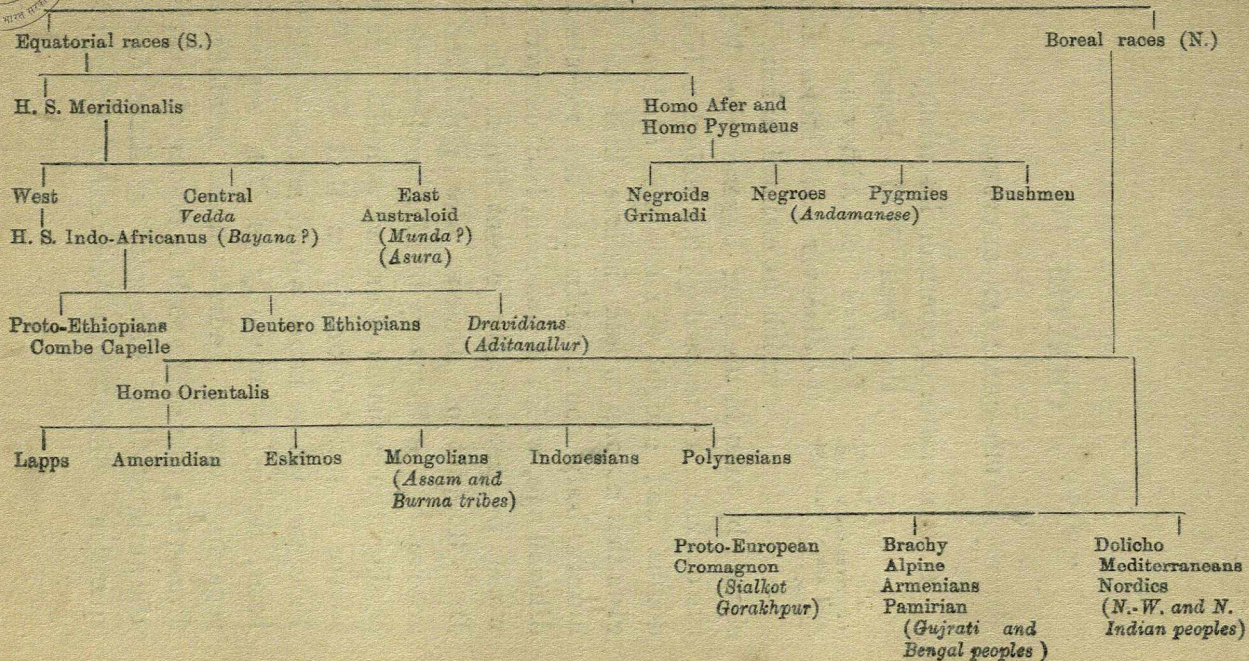 भारत सरकार
Equatorial races (S.)
Boreal races (N.)
H. S. Meridionalis
Homo Afer and
Homo Pygmaeus
West
Central
East
Vedda
Australoid
H. S. Indo-Africanus (Bayana ?)
(Munda ?)
(Asura)
Negroids
Negroes
Pygmies
Bushmen
Grimaldi
(Andamanese)
Proto-Ethiopians
Deutero Ethiopians
Dravidians
Combe Capelle
(Aditanallur)
Homo Orientalis
Lapps
Amerindian
Eskimos
Mongolians
Indonesians
Polynesians
(Assam and
Burma tribes)
Proto-European
Cromagnon
(Sialkot
Gorakhpur)
Brachy
Alpine
Armenians
Pamirian
(Gujrati and
Bengal peoples )
Dolicho
Mediterraneans
Nordics
(N.-W. and N.
Indian peoples)